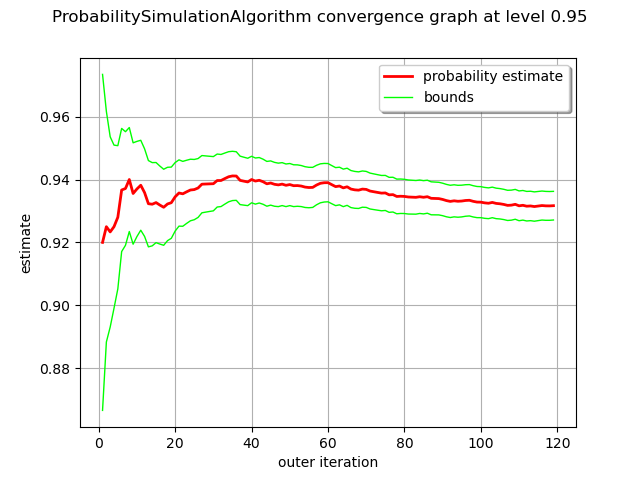 ProbabilitySimulationAlgorithm convergence graph at level 0.95
probability estimate
bounds
0.96
0.94
0.92
0.90
0.88
estimate
0 20 40 60 80 100 120
outer iteration